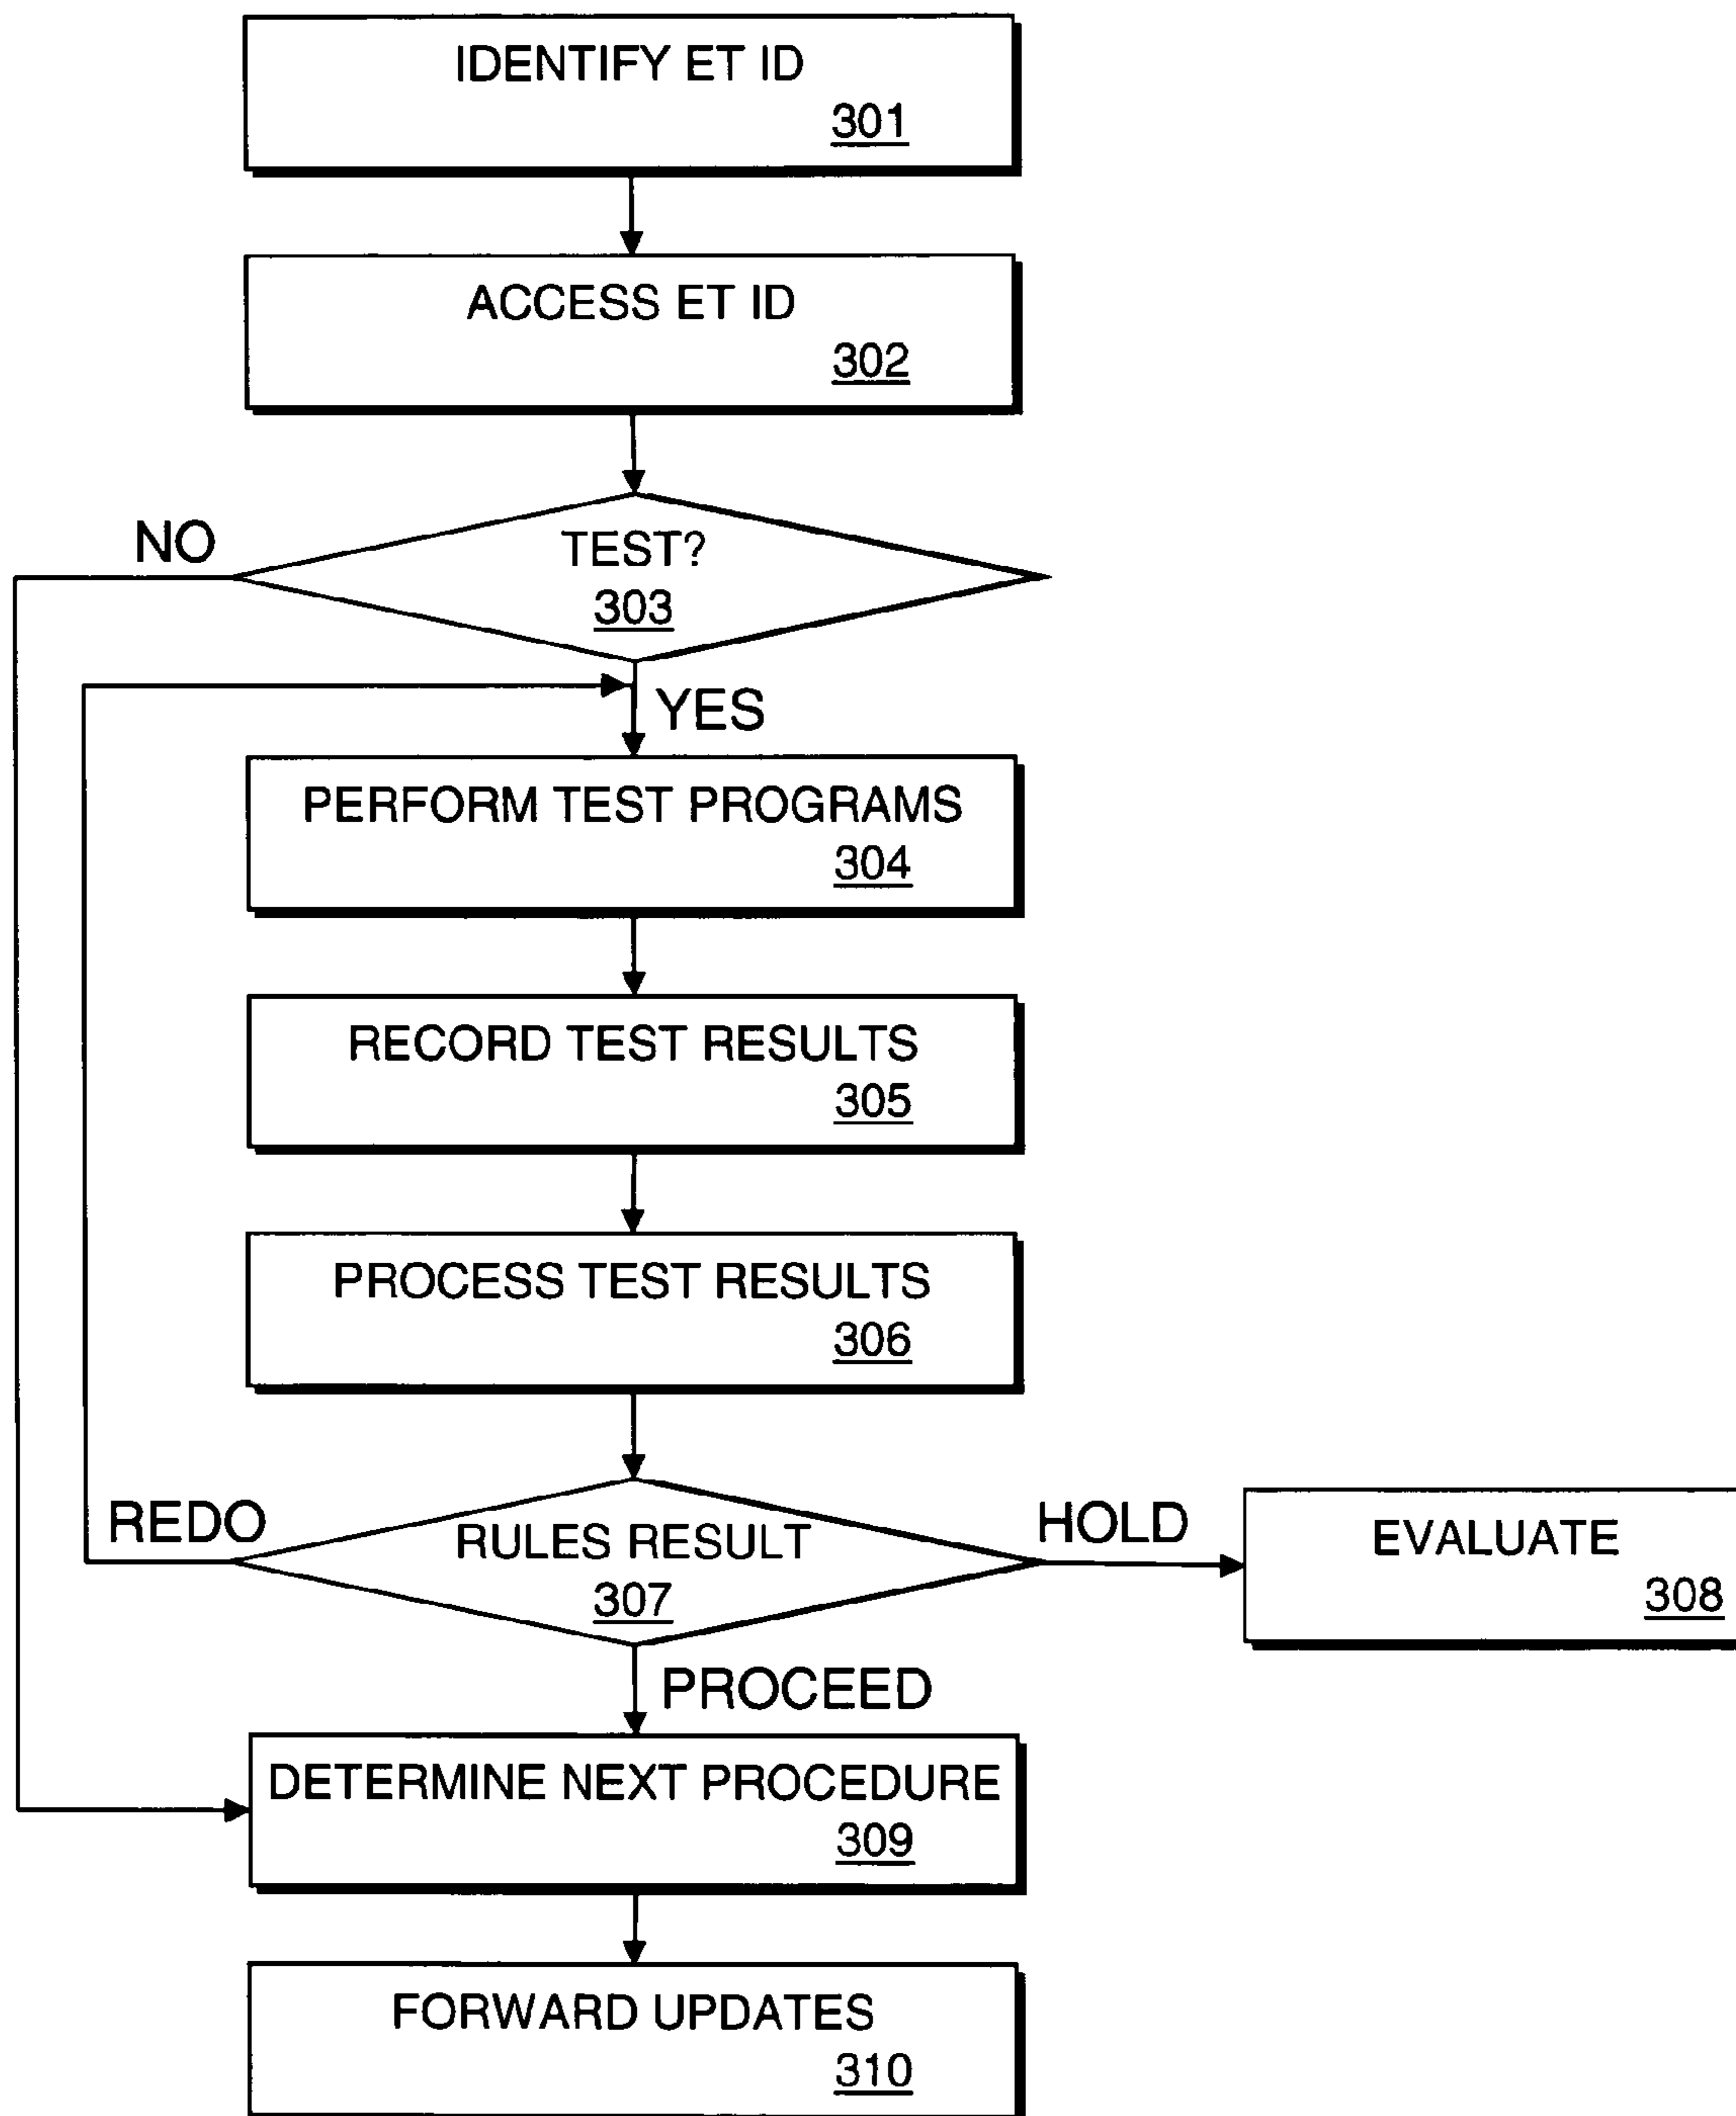 IDENTIFY ET ID
301
ACCESS ET ID
302
NO
TEST?
303
YES
PERFORM TEST PROGRAMS
304
RECORD TEST RESULTS
305
PROCESS TEST RESULTS
306
REDO
RULES RESULT
307
HOLD
EVALUATE
308
PROCEED
DETERMINE NEXT PROCEDURE
309
FORWARD UPDATES
310